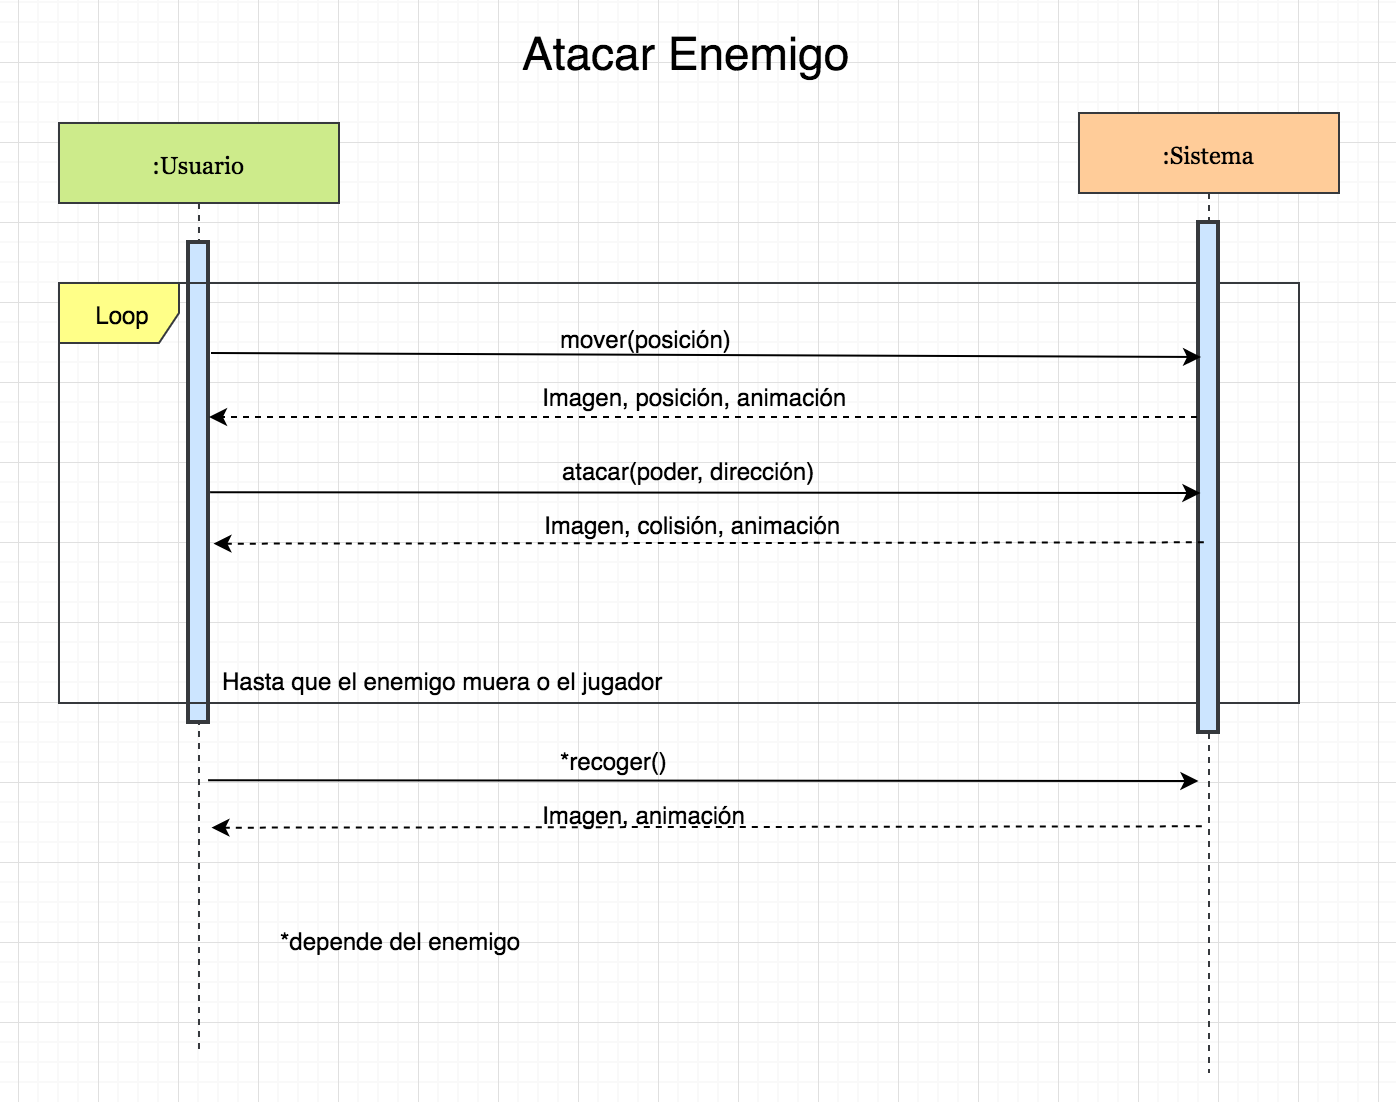 Atacar Enemigo
:Usuario
:Sistema
Loop
mover(posición)
Imagen, posición, animación
atacar(poder, dirección)
Imagen, colisión, animación
Hasta que el enemigo muera o el jugador
*recoger()
Imagen, animación
*depende del enemigo